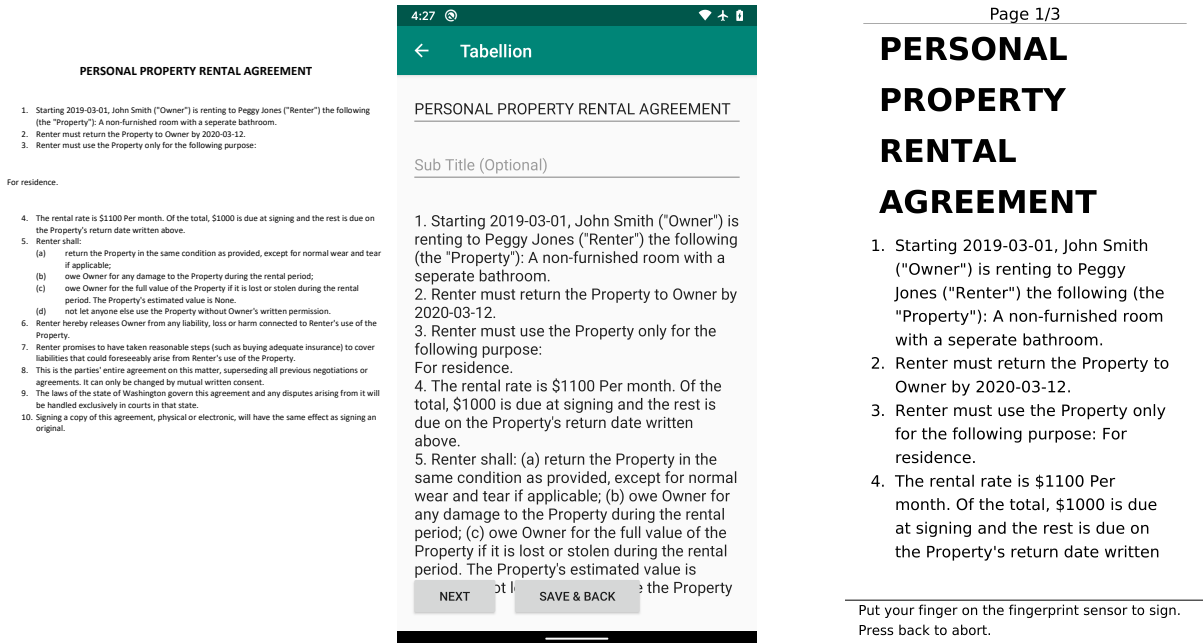 PERSONAL PROPERTY RENTAL AGREEMENT
1. Starting 2019-03-01, John Smith ("Owner") is renting to Peggy Jones ("Renter") the following
(the "Property"): A non-furnished room with a seperate bathroom.
2. Renter must return the Property to Owner by 2020-03-12.
3. Renter must use the Property only for the following purpose:
For residence.
4. The rental rate is $1100 Per month. Of the total, $1000 is due at signing and the rest is due on
the Property's return date written above.
5. Renter shall:
(a) return the Property in the same condition as provided, except for normal wear and tear
if applicable;
(b) owe Owner for any damage to the Property during the rental period;
(c) owe Owner for the full value of the Property if it is lost or stolen during the rental
period. The Property's estimated value is None.
(d) not let anyone else use the Property without Owner's written permission.
6. Renter hereby releases Owner from any liability, loss or harm connected to Renter's use of the
Property.
7. Renter promises to have taken reasonable steps (such as buying adequate insurance) to cover
liabilities that could foreseeably arise from Renter's use of the Property.
8. This is the parties' entire agreement on this matter, superseding all previous negotiations or
agreements. It can only be changed by mutual written consent.
9. The laws of the state of Washington govern this agreement and any disputes arising from it will
be handled exclusively in courts in that state.
10. Signing a copy of this agreement, physical or electronic, will have the same effect as signing an
original.
4:27
Tabellion
PERSONAL PROPERTY RENTAL AGREEMENT
Sub Title (Optional)
1. Starting 2019-03-01, John Smith ("Owner") is
renting to Peggy Jones ("Renter") the following
(the "Property"): A non-furnished room with a
seperate bathroom.
2. Renter must return the Property to Owner by
2020-03-12.
3. Renter must use the Property only for the
following purpose:
For residence.
4. The rental rate is $1100 Per month. Of the
total, $1000 is due at signing and the rest is
due on the Property's return date written
above.
5. Renter shall: (a) return the Property in the
same condition as provided, except for normal
wear and tear if applicable; (b) owe Owner for
any damage to the Property during the rental
period; (c) owe Owner for the full value of the
Property if it is lost or stolen during the rental
period. The Property's estimated value is
the Property
NEXT SAVE & BACK
Page 1/3
PERSONAL
PROPERTY
RENTAL
AGREEMENT
1. Starting 2019-03-01, John Smith
("Owner") is renting to Peggy
Jones ("Renter") the following (the
"Property"): A non-furnished room
with a seperate bathroom.
2. Renter must return the Property to
Owner by 2020-03-12.
3. Renter must use the Property only
for the following purpose: For
residence.
4. The rental rate is $1100 Per
month. Of the total, $1000 is due
at signing and the rest is due on
the Property's return date written
Put your finger on the fingerprint sensor to sign.
Press back to abort.